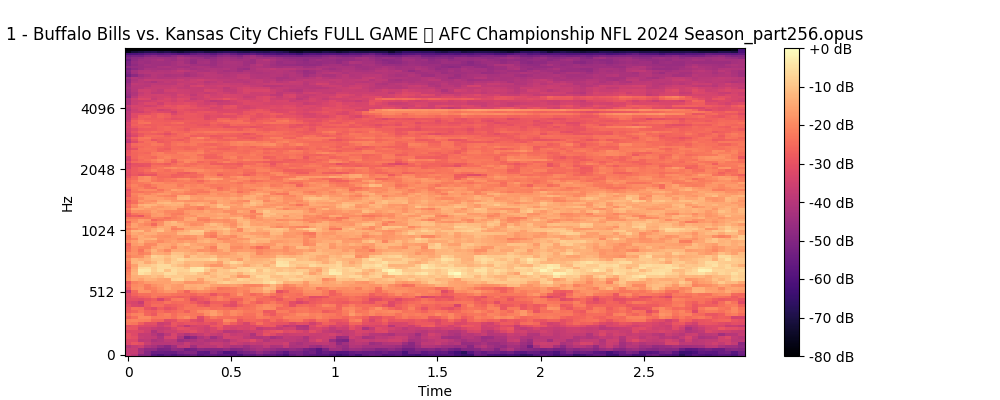 1 - Buffalo Bills vs. Kansas City Chiefs FULL GAME ▯ AFC Championship NFL 2024 Season_part256.opus
+0 dB
4096
-10 dB
-20 dB
2048
-30 dB
Hz
-40 dB
1024
-50 dB
512
-60 dB
-70 dB
0
-80 dB
0 0.5 1 1.5 2 2.5
Time